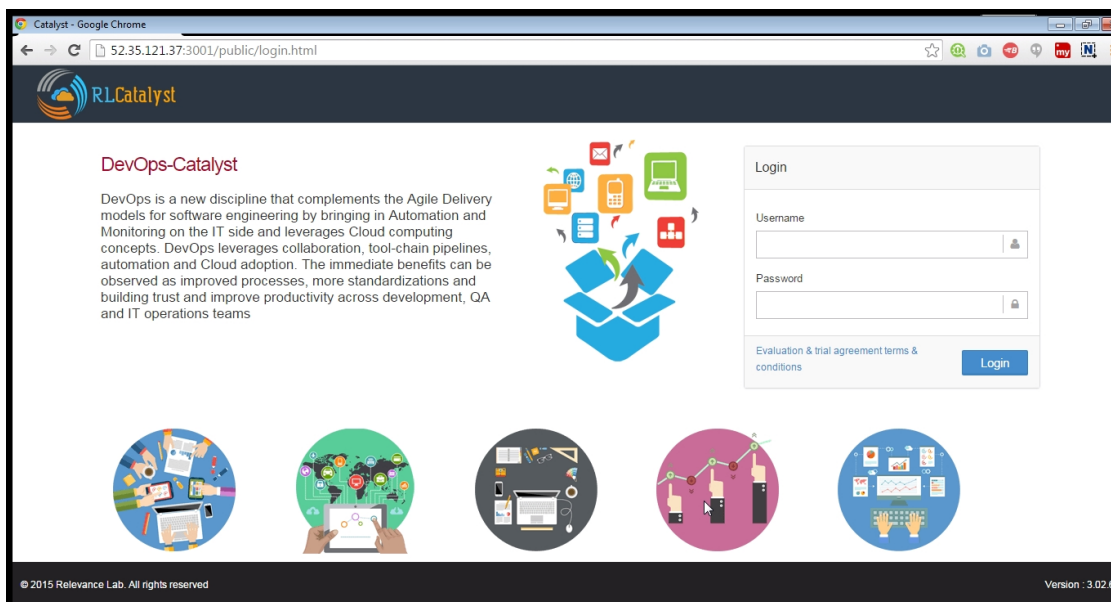 Catalyst - Google Chrome
52.35.121.37:3001/public/login.html
my
N
RLCatalyst
DevOps-Catalyst
DevOps is a new discipline that complements the Agile Delivery
models for software engineering by bringing in Automation and
Monitoring on the IT side and leverages Cloud computing
concepts. DevOps leverages collaboration, tool-chain pipelines,
automation and Cloud adoption. The immediate benefits can be
observed as improved processes, more standardizations and
building trust and improve productivity across development, QA
and IT operations teams
Login
Username
Password
Evaluation & trial agreement terms &
conditions
Login
© 2015 Relevance Lab. All rights reserved
Version : 3.02.